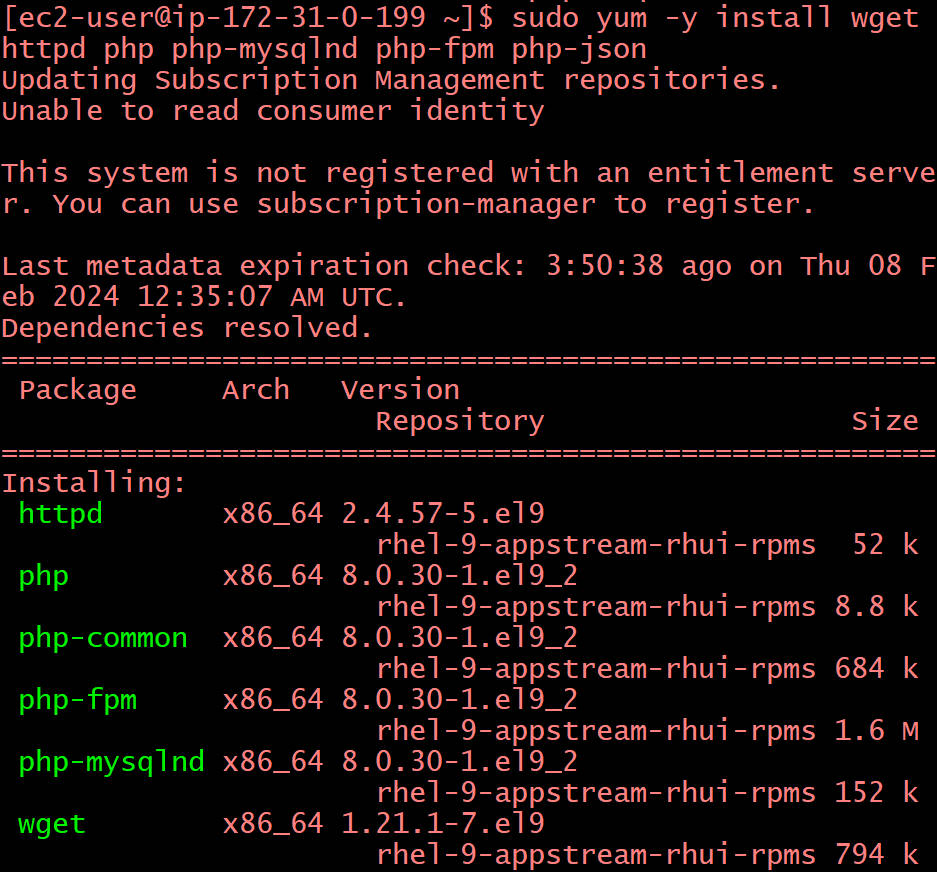 [ec2-user@ip-172-31-0-199 ~]$ sudo yum -y install wget
httpd php php-mysqlnd php-fpm php-json
Updating Subscription Management repositories.
Unable to read consumer identity
This system is not registered with an entitlement serve
r. You can use subscription-manager to register.
Last metadata expiration check: 3:50:38 ago on Thu 08 F
eb 2024 12:35:07 AM UTC.
Dependencies resolved.
=======================================================
Package Arch Version
Repository Size
=======================================================
Installing:
httpd x86_64 2.4.57-5.el9
rhel-9-appstream-rhui-rpms 52 k
php x86_64 8.0.30-1.el9_2
rhel-9-appstream-rhui-rpms 8.8 k
php-common x86_64 8.0.30-1.el9_2
rhel-9-appstream-rhui-rpms 684 k
php-fpm x86_64 8.0.30-1.el9_2
rhel-9-appstream-rhui-rpms 1.6 M
php-mysqlnd x86_64 8.0.30-1.el9_2
rhel-9-appstream-rhui-rpms 152 k
wget x86_64 1.21.1-7.el9
rhel-9-appstream-rhui-rpms 794 k